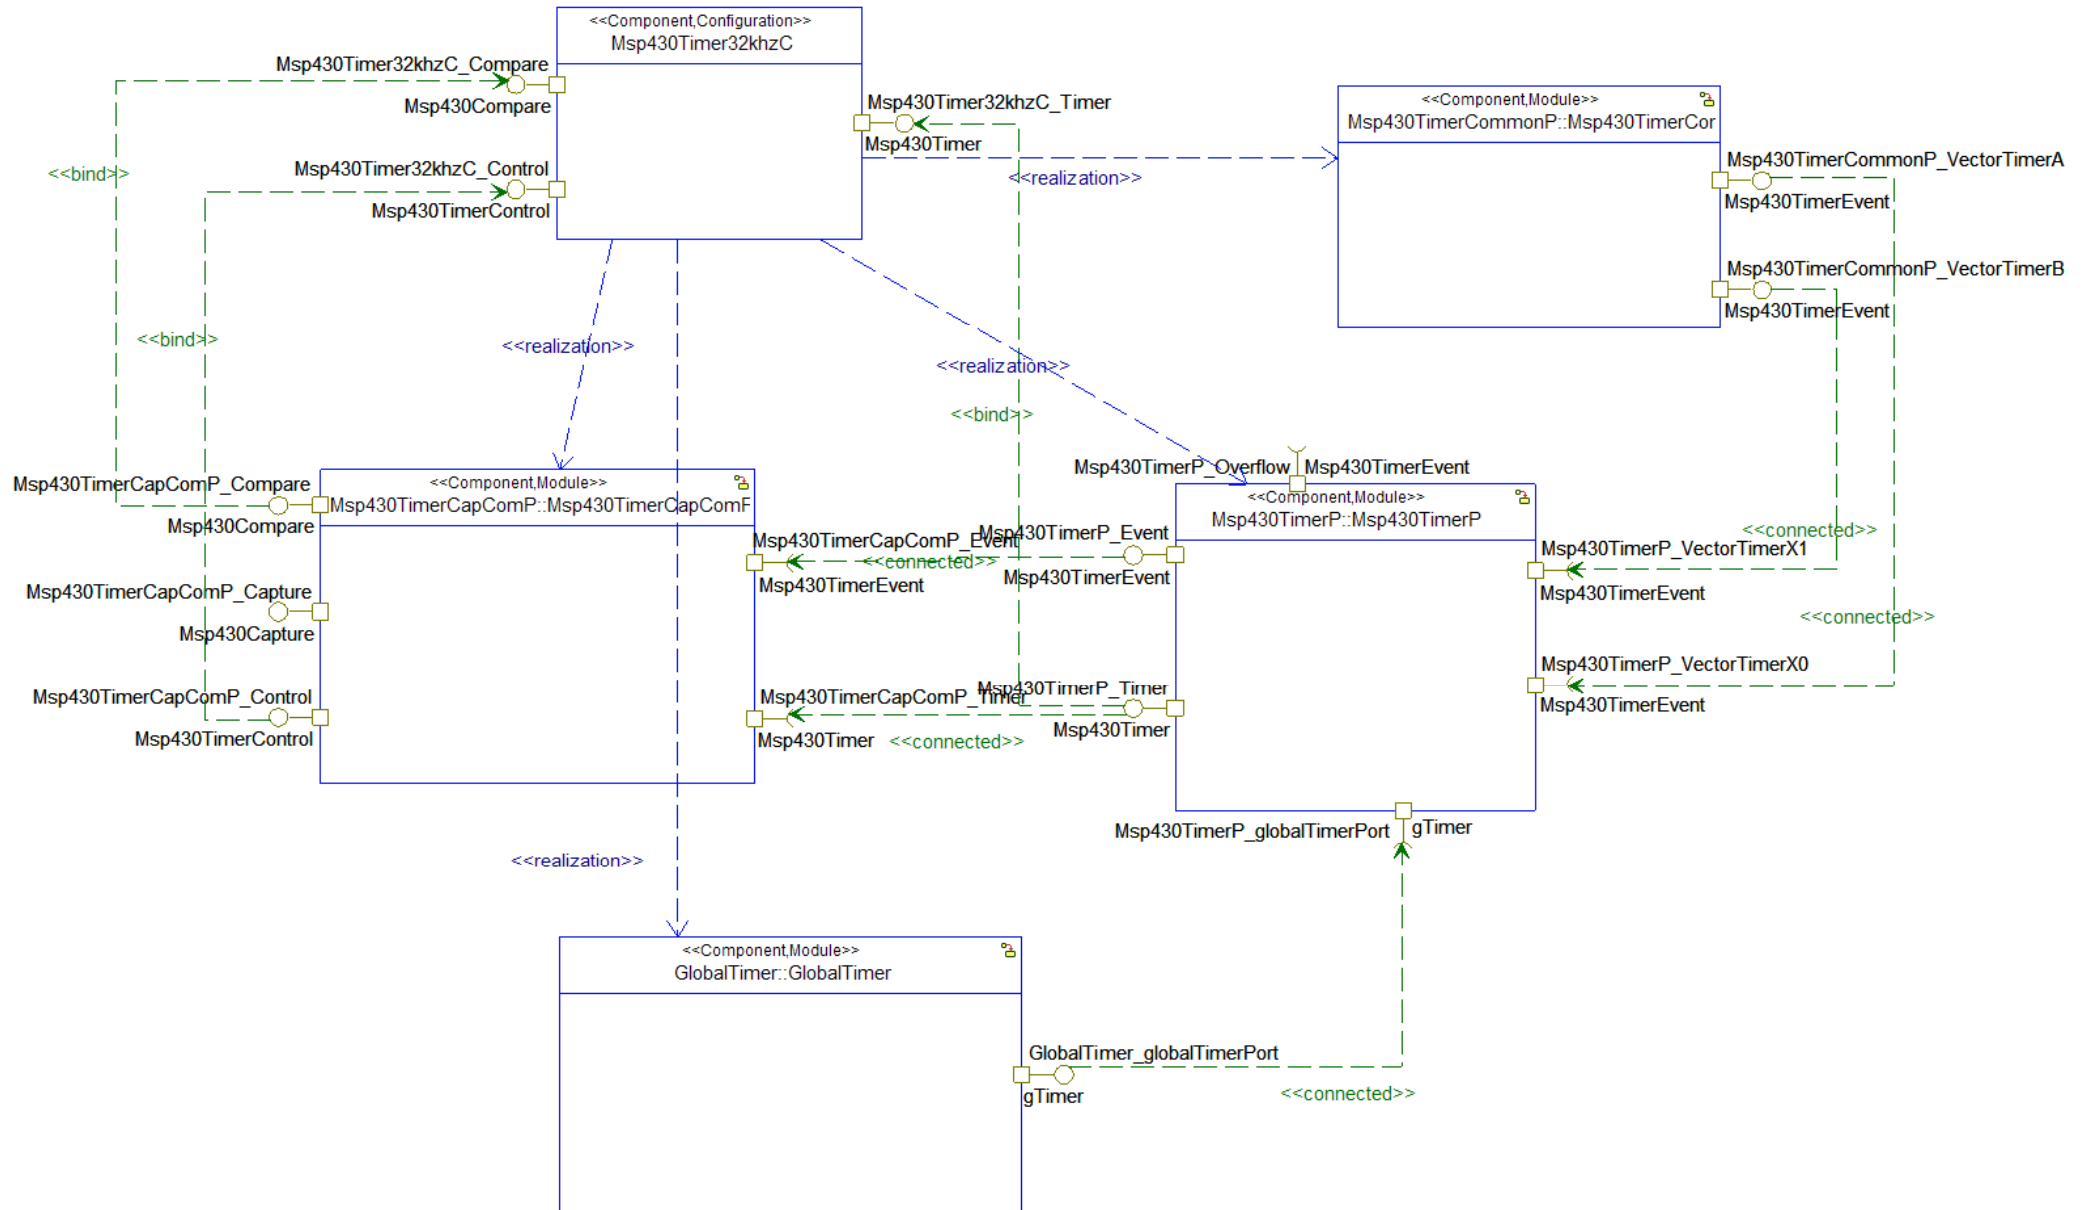 <<Component,Configuration>>
Msp430Timer32khzC
Msp430Timer32khzC_Compare
Msp430Compare
Msp430Timer32khzC_Timer
Msp430Timer
<<Component,Module>>
Msp430TimerCommonP::Msp430TimerCor
Msp430TimerCommonP_VectorTimerA
Msp430TimerEvent
<<bind>>
Msp430Timer32khzC_Control
Msp430TimerControl
<<realization>>
Msp430TimerCommonP_VectorTimerB
Msp430TimerEvent
<<bind>>
<<realization>>
<<realization>>
<<bind>>
Msp430TimerP_Overflow
Msp430TimerEvent
Msp430TimerCapComP_Compare
Msp430Compare
<<Component,Module>>
Msp430TimerCapComP::Msp430TimerCapComF
<<Component,Module>>
Msp430TimerP::Msp430TimerP
<<connected>>
Msp430TimerCapComP_Event
Msp430TimerEvent
<<connected>>
Msp430TimerP_Event
Msp430TimerEvent
Msp430TimerP_VectorTimerX1
Msp430TimerEvent
Msp430TimerCapComP_Capture
Msp430Capture
<<connected>>
Msp430TimerCapComP_Control
Msp430TimerControl
Msp430TimerCapComP_Timer
Msp430Timer
<<connected>>
Msp430TimerP_Timer
Msp430Timer
Msp430TimerP_VectorTimerX0
Msp430TimerEvent
Msp430TimerP_globalTimerPort
gTimer
<<realization>>
<<Component,Module>>
GlobalTimer::GlobalTimer
GlobalTimer_globalTimerPort
gTimer
<<connected>>